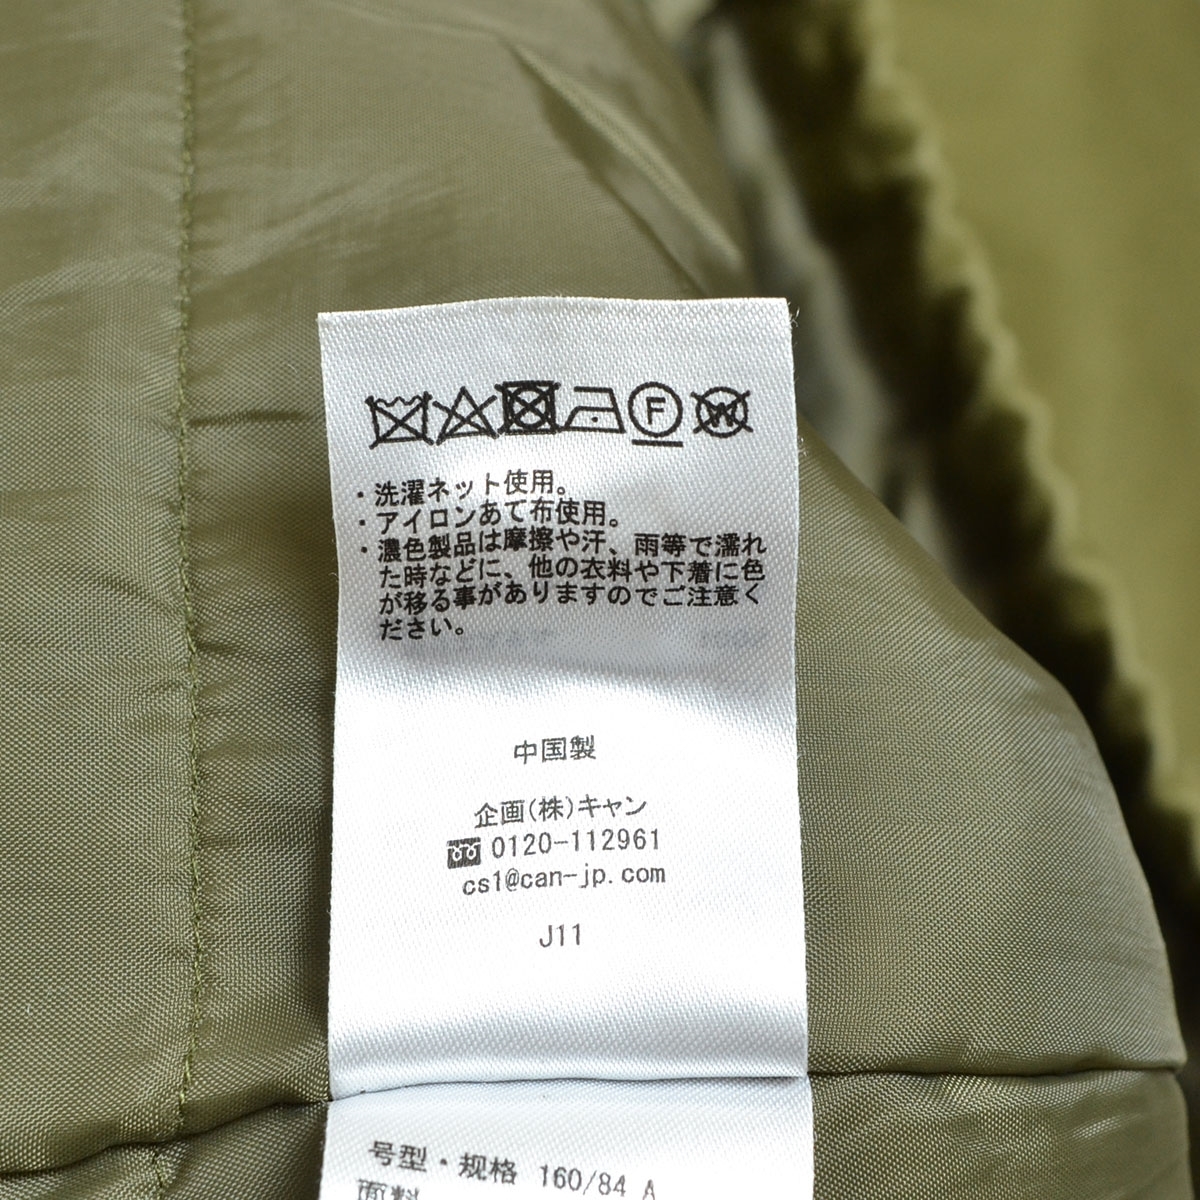 F W
・洗濯ネット使用。
・アイロンあて布使用。
・濃色製品は摩擦や汗、雨等で濡れ
た時などに、他の衣料や下着に色
が移る事がありますのでご注意く
ださい。
中国製
企画(株)キャン
0120-112961
cs1@can-jp.com
J11
号型・规格 160/84 A
面料